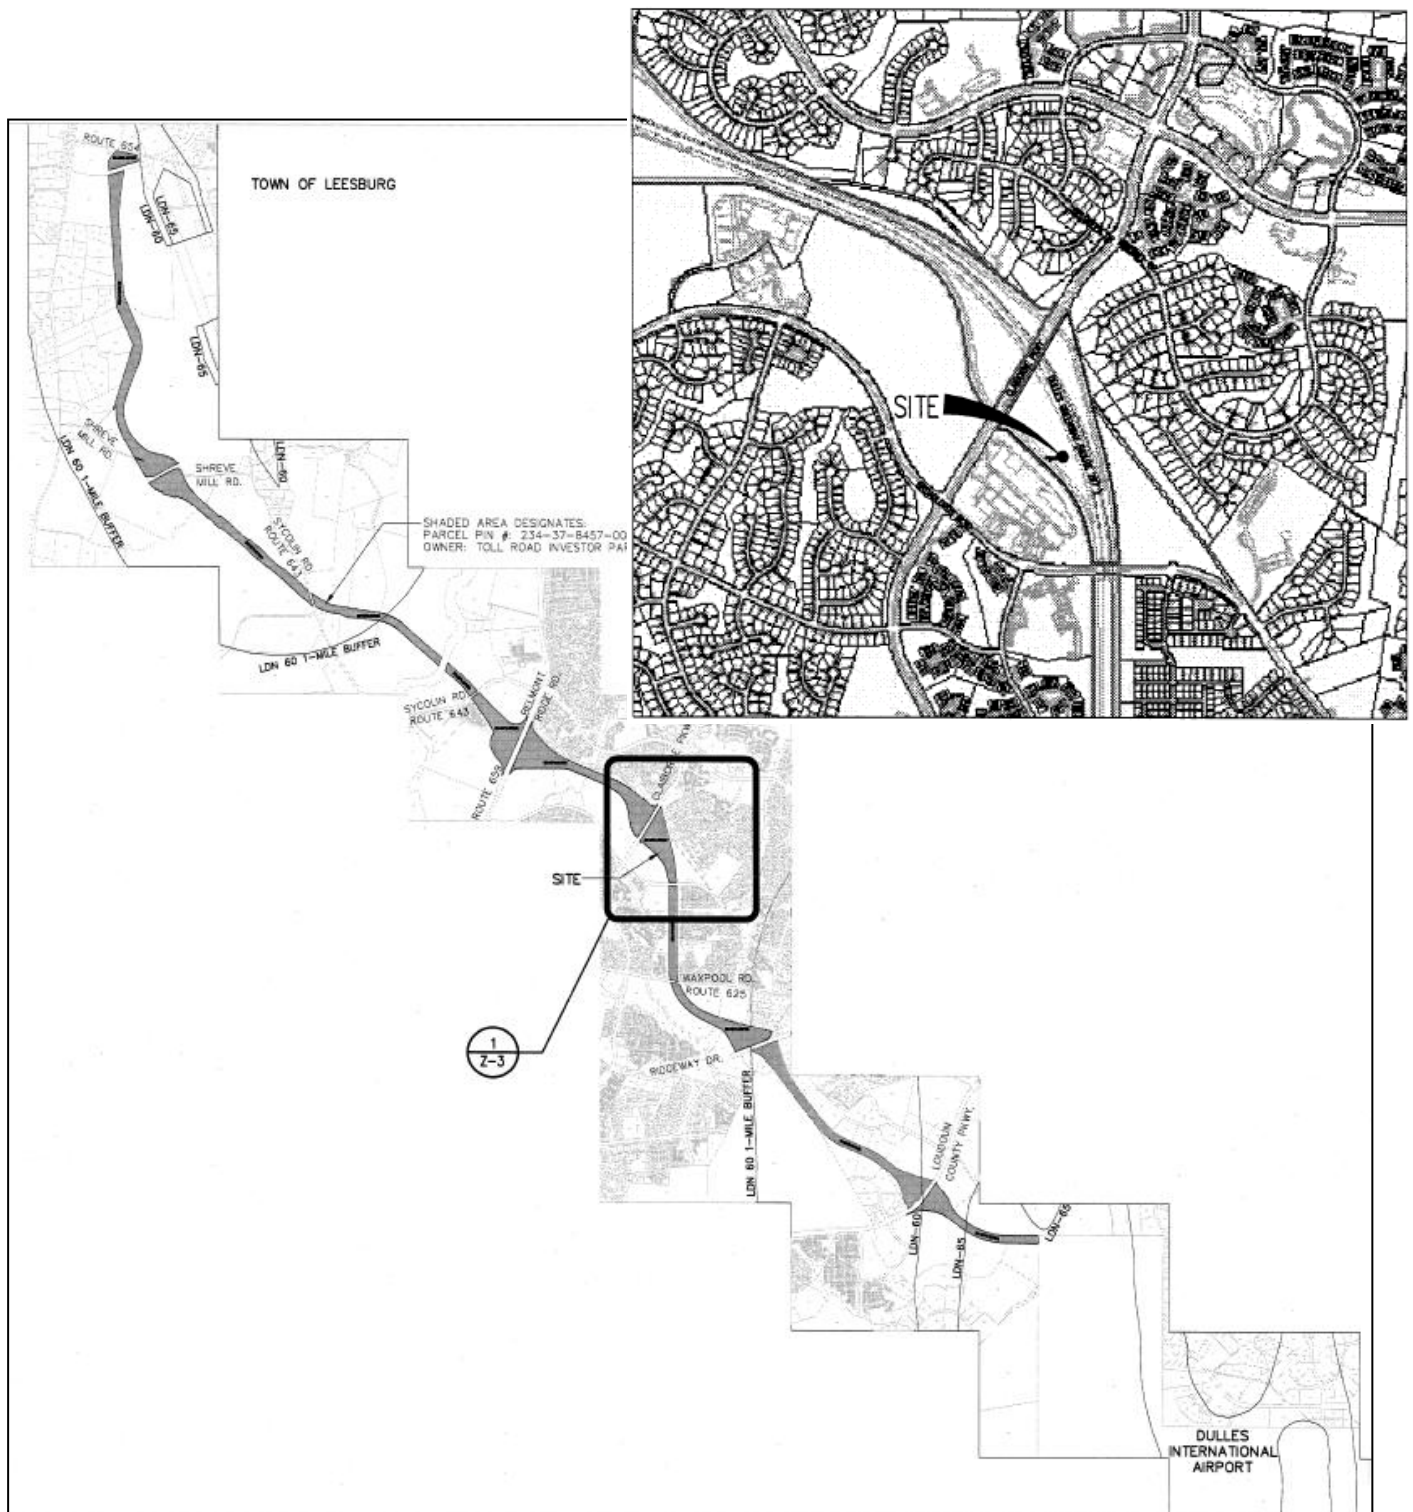 ROUTE 654
TOWN OF LEESBURG
LDN-65
LDN-60
LDN-65
SITE
SHREVE
MILL RD.
SHREVE
MILL RD.
LDN 60 1-MILE BUFFER
LDN-60
SYCOLIN RD.
ROUTE 643
SHADED AREA DESIGNATES:
PARCEL PIN #: 234-37-8457-00
OWNER: TOLL ROAD INVESTOR PA
LDN 60 1-MILE BUFFER
SYCOLIN RD.
ROUTE 643
BELMONT
RIDGE RD.
ROUTE 659
CLAIBORNE PKW
SITE
WAXPOOL RD.
ROUTE 625
1
Z-3
RIDGEWAY DR.
LDN 60 1-MILE BUFFER
LOUDOUN
COUNTY PKWY.
LDN-60
LDN-65
LDN-65
DULLES
INTERNATIONAL
AIRPORT